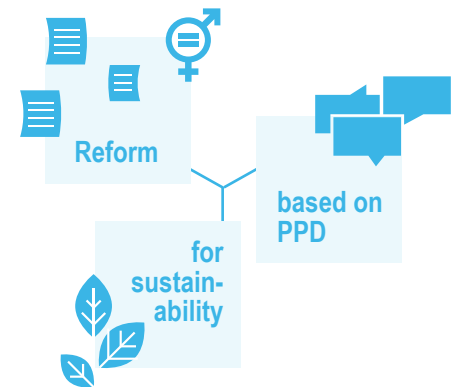 Reform
based on
PPD
for
sustain-
ability